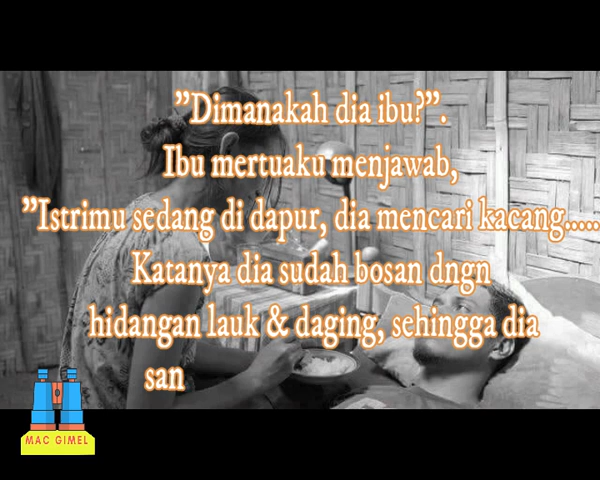 "Dimanakah dia ibu?".
Ibu mertuaku menjawab,
"Istrimu sedang di dapur, dia mencari kacang.....
Katanya dia sudah bosan dngn
hidangan lauk & daging, sehingga dia
san
MAC GIMEL